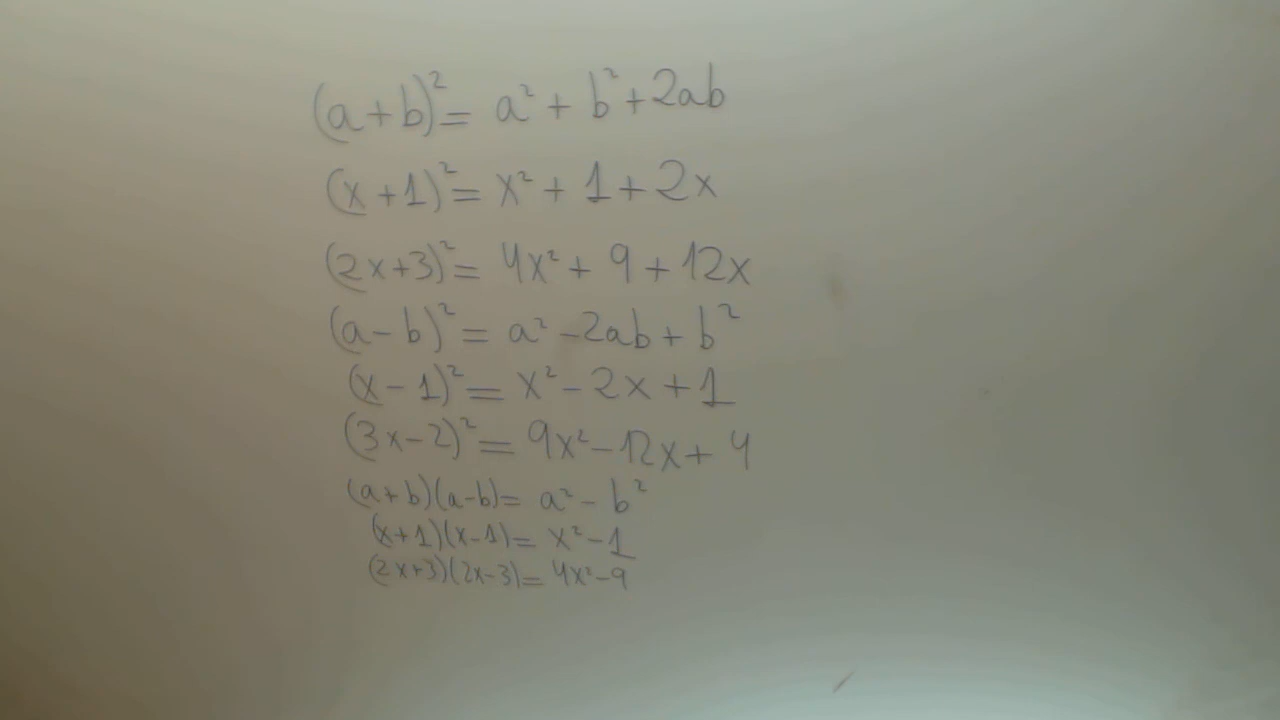 (a+b)²= a² + b² +2ab
(x +1)²= x² + 1 + 2x
(2x+3)²= 4x² + 9 + 12x
(a- b)² = a² -2ab + b²
(x - 1)² = x² - 2x + 1
(3x-2)² = 9x² - 12x + 4
(a+b)(a-b)= a² - b²
(x+1)(x-1)= x² - 1
(2x+3)(2x-3)= 4x² -9